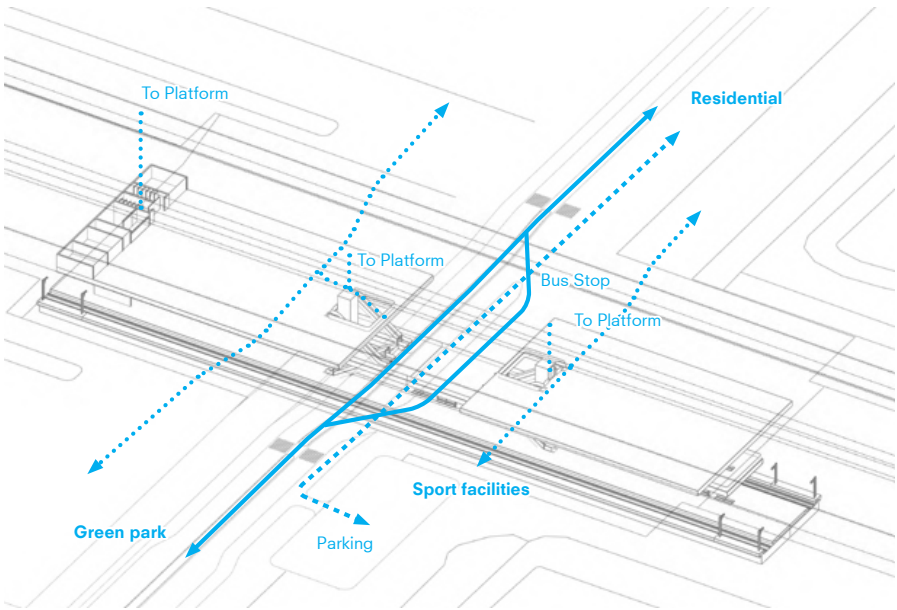 To Platform
Residential
To Platform
Bus Stop
To Platform
Sport facilities
Green park
Parking